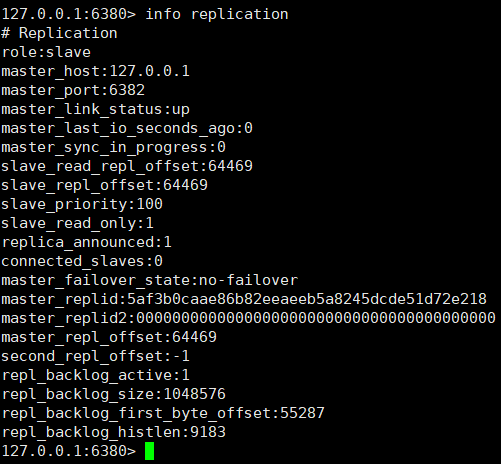 127.0.0.1:6380> info replication
# Replication
role:slave
master_host:127.0.0.1
master_port:6382
master_link_status:up
master_last_io_seconds_ago:0
master_sync_in_progress:0
slave_read_repl_offset:64469
slave_repl_offset:64469
slave_priority:100
slave_read_only:1
replica_announced:1
connected_slaves:0
master_failover_state:no-failover
master_replid:5af3b0caae86b82eeaeeb5a8245dcde51d72e218
master_replid2:0000000000000000000000000000000000000000
master_repl_offset:64469
second_repl_offset:-1
repl_backlog_active:1
repl_backlog_size:1048576
repl_backlog_first_byte_offset:55287
repl_backlog_histlen:9183
127.0.0.1:6380>